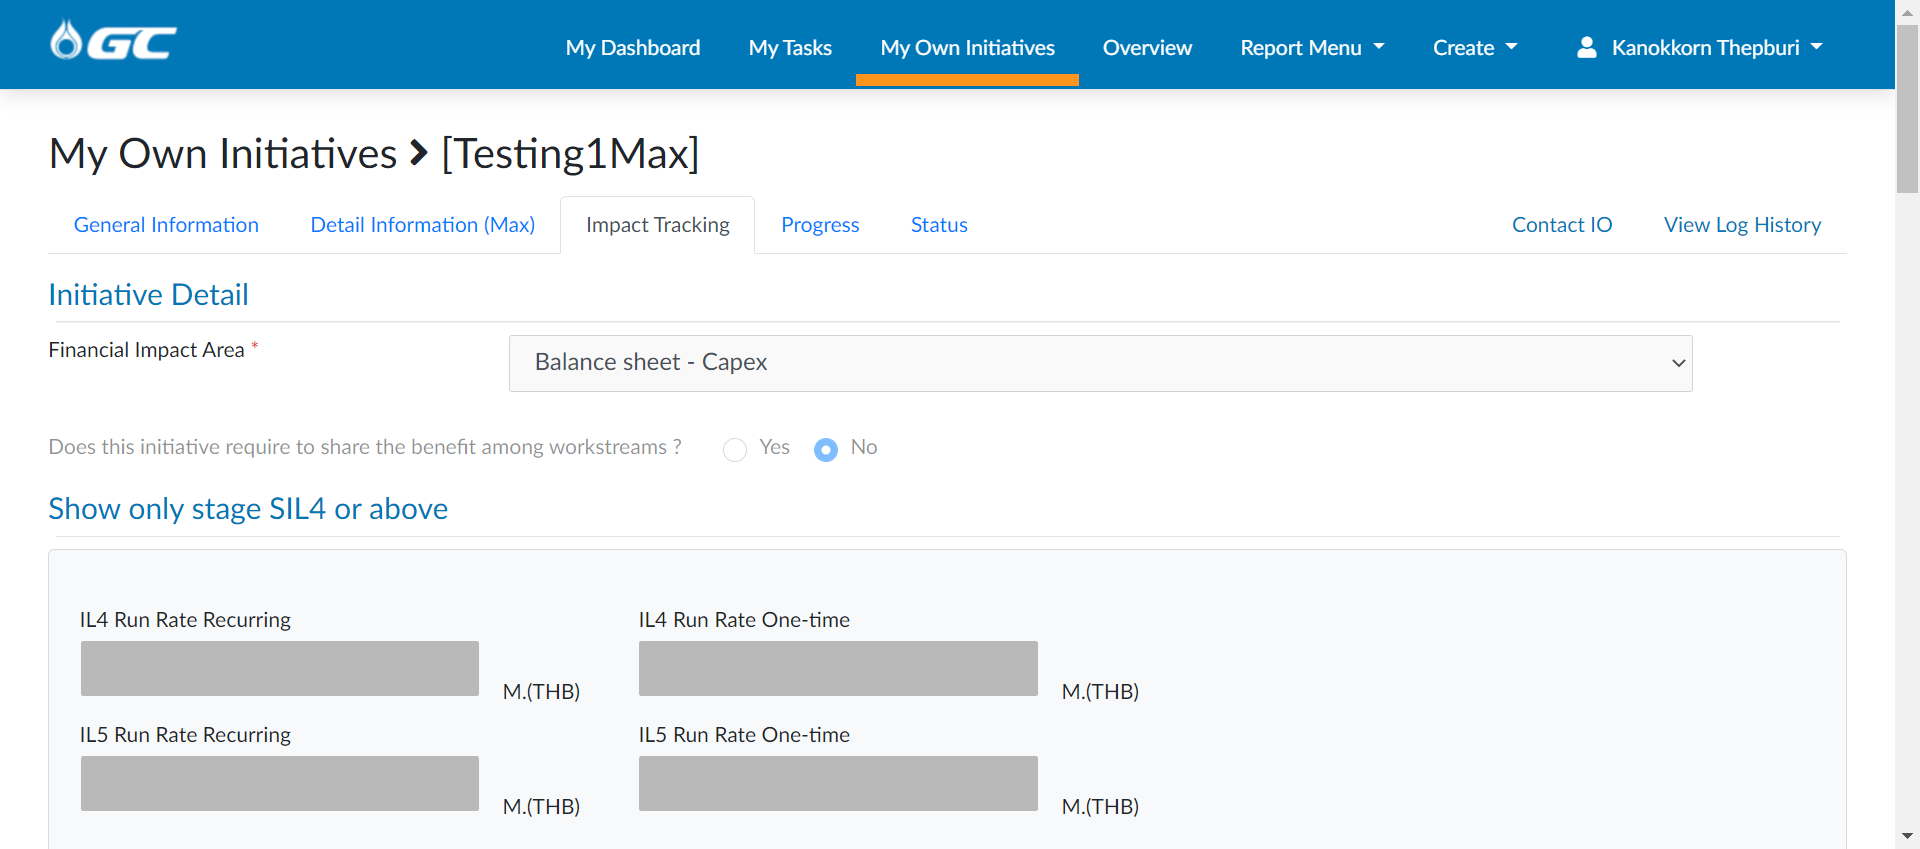 GC
My Dashboard My Tasks My Own Initiatives Overview Report Menu Create Kanokkorn Thepburi
My Own Initiatives > [Testing1Max]
General Information Detail Information (Max) Impact Tracking Progress Status Contact IO View Log History
Initiative Detail
Financial Impact Area * Balance sheet - Capex
Does this initiative require to share the benefit among workstreams ? Yes No
Show only stage SIL4 or above
IL4 Run Rate Recurring IL4 Run Rate One-time
M.(THB) M.(THB)
IL5 Run Rate Recurring IL5 Run Rate One-time
M.(THB) M.(THB)